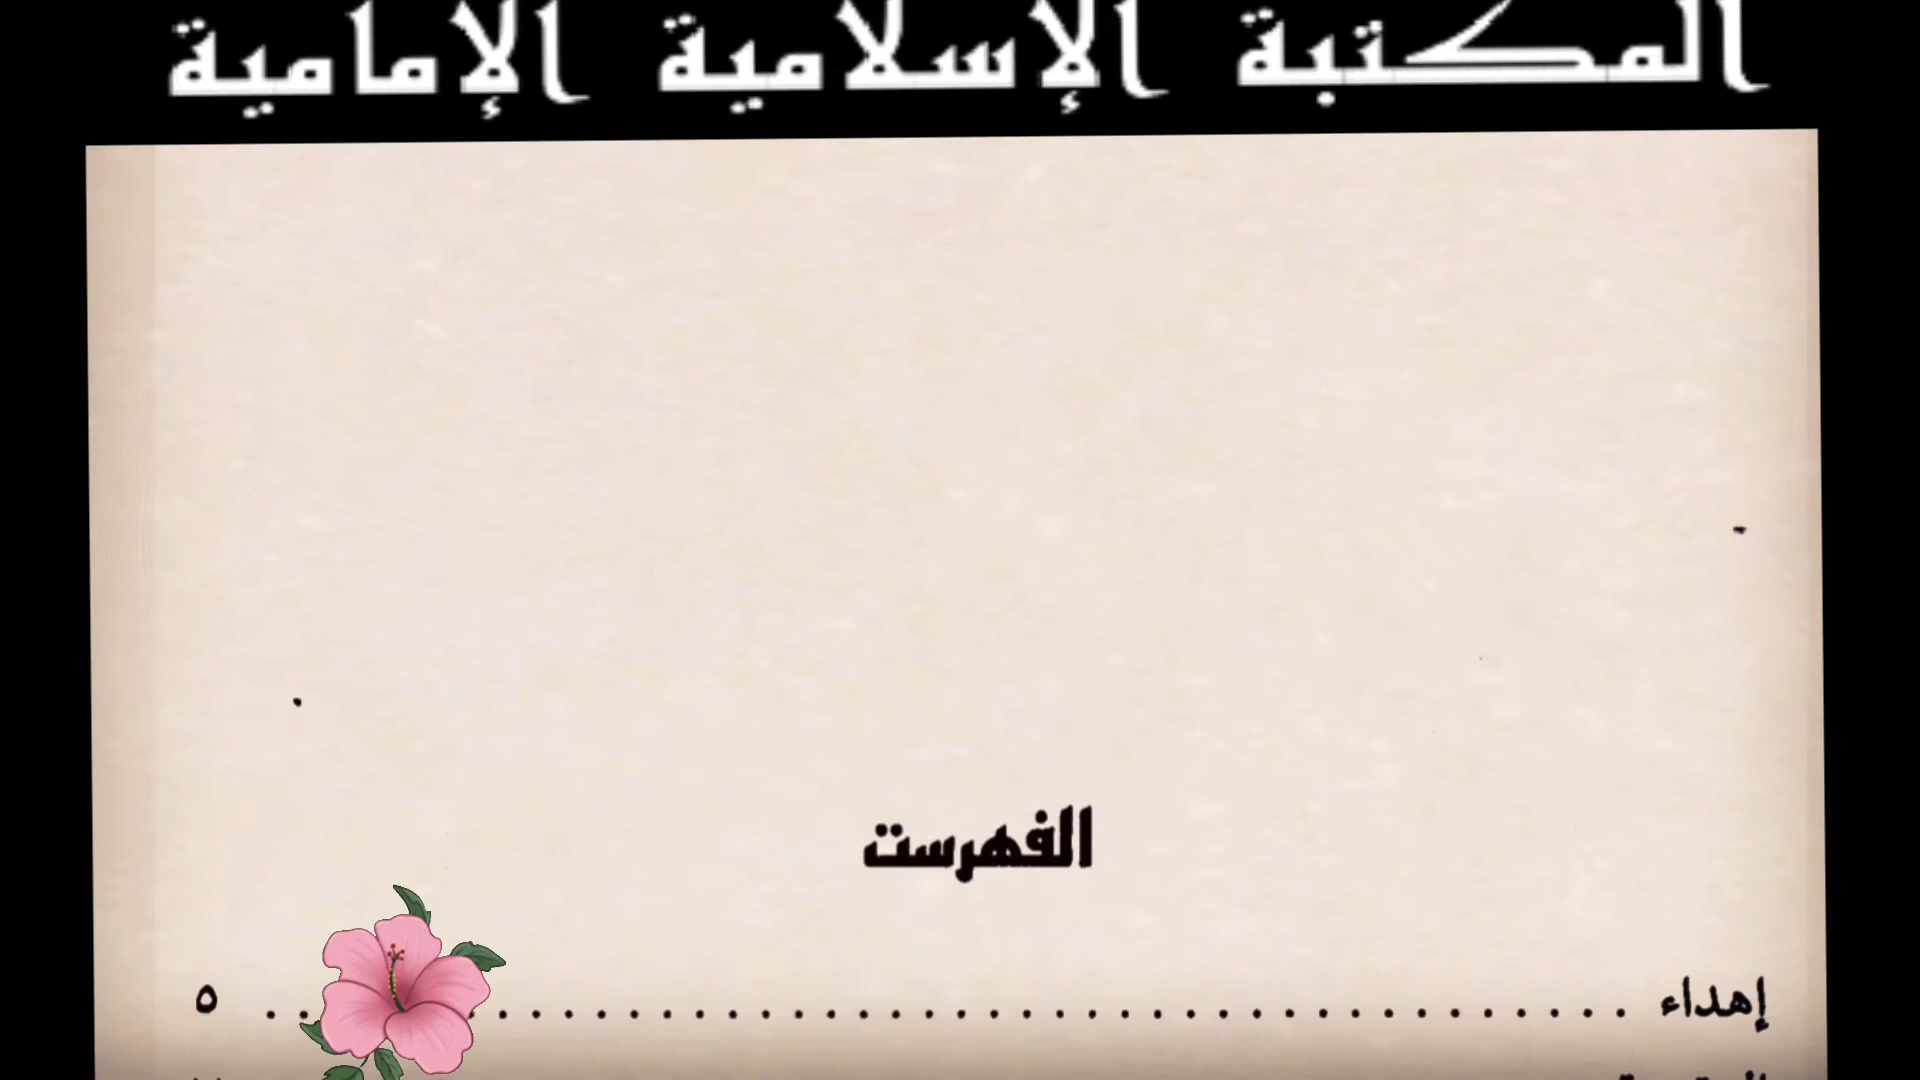 المكتبة الإسلامية الإمامية
الفهرست
إهداء . . . . . . . . . . . . . . . . . . . . . . . . . . . . . . . . . . . . . . ٥